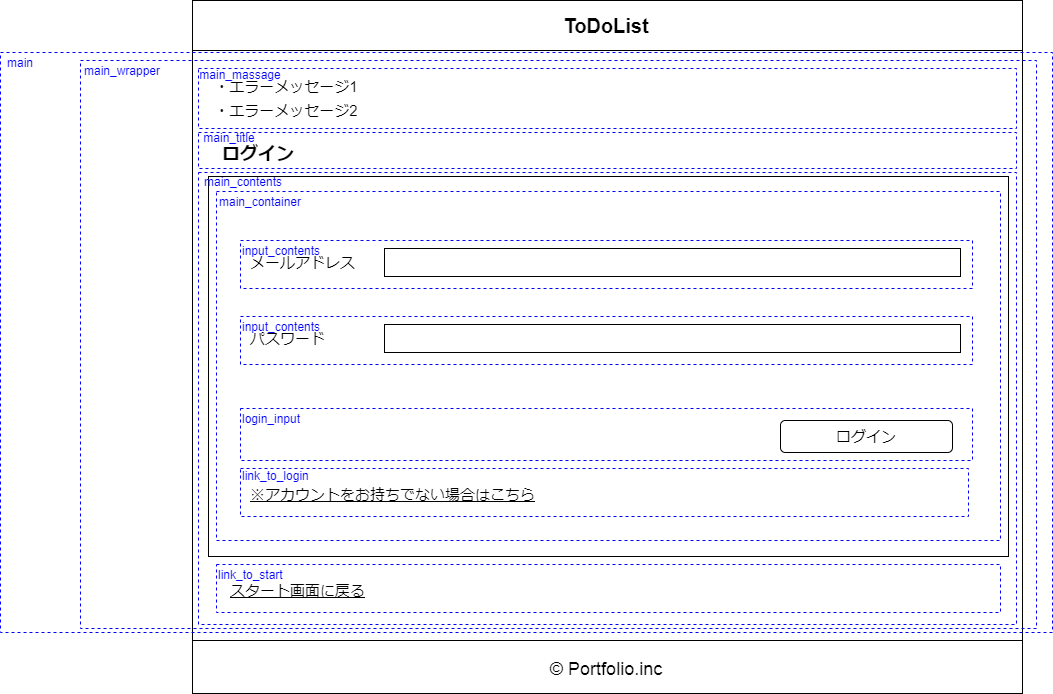 ToDoList
main
main_wrapper
main_massage
・エラーメッセージ1
・エラーメッセージ2
main_title
ログイン
main_contents
main_container
input_contents
メールアドレス
input_contents
パスワード
login_input
ログイン
link_to_login
※アカウントをお持ちでない場合はこちら
link_to_start
スタート画面に戻る
© Portfolio.inc